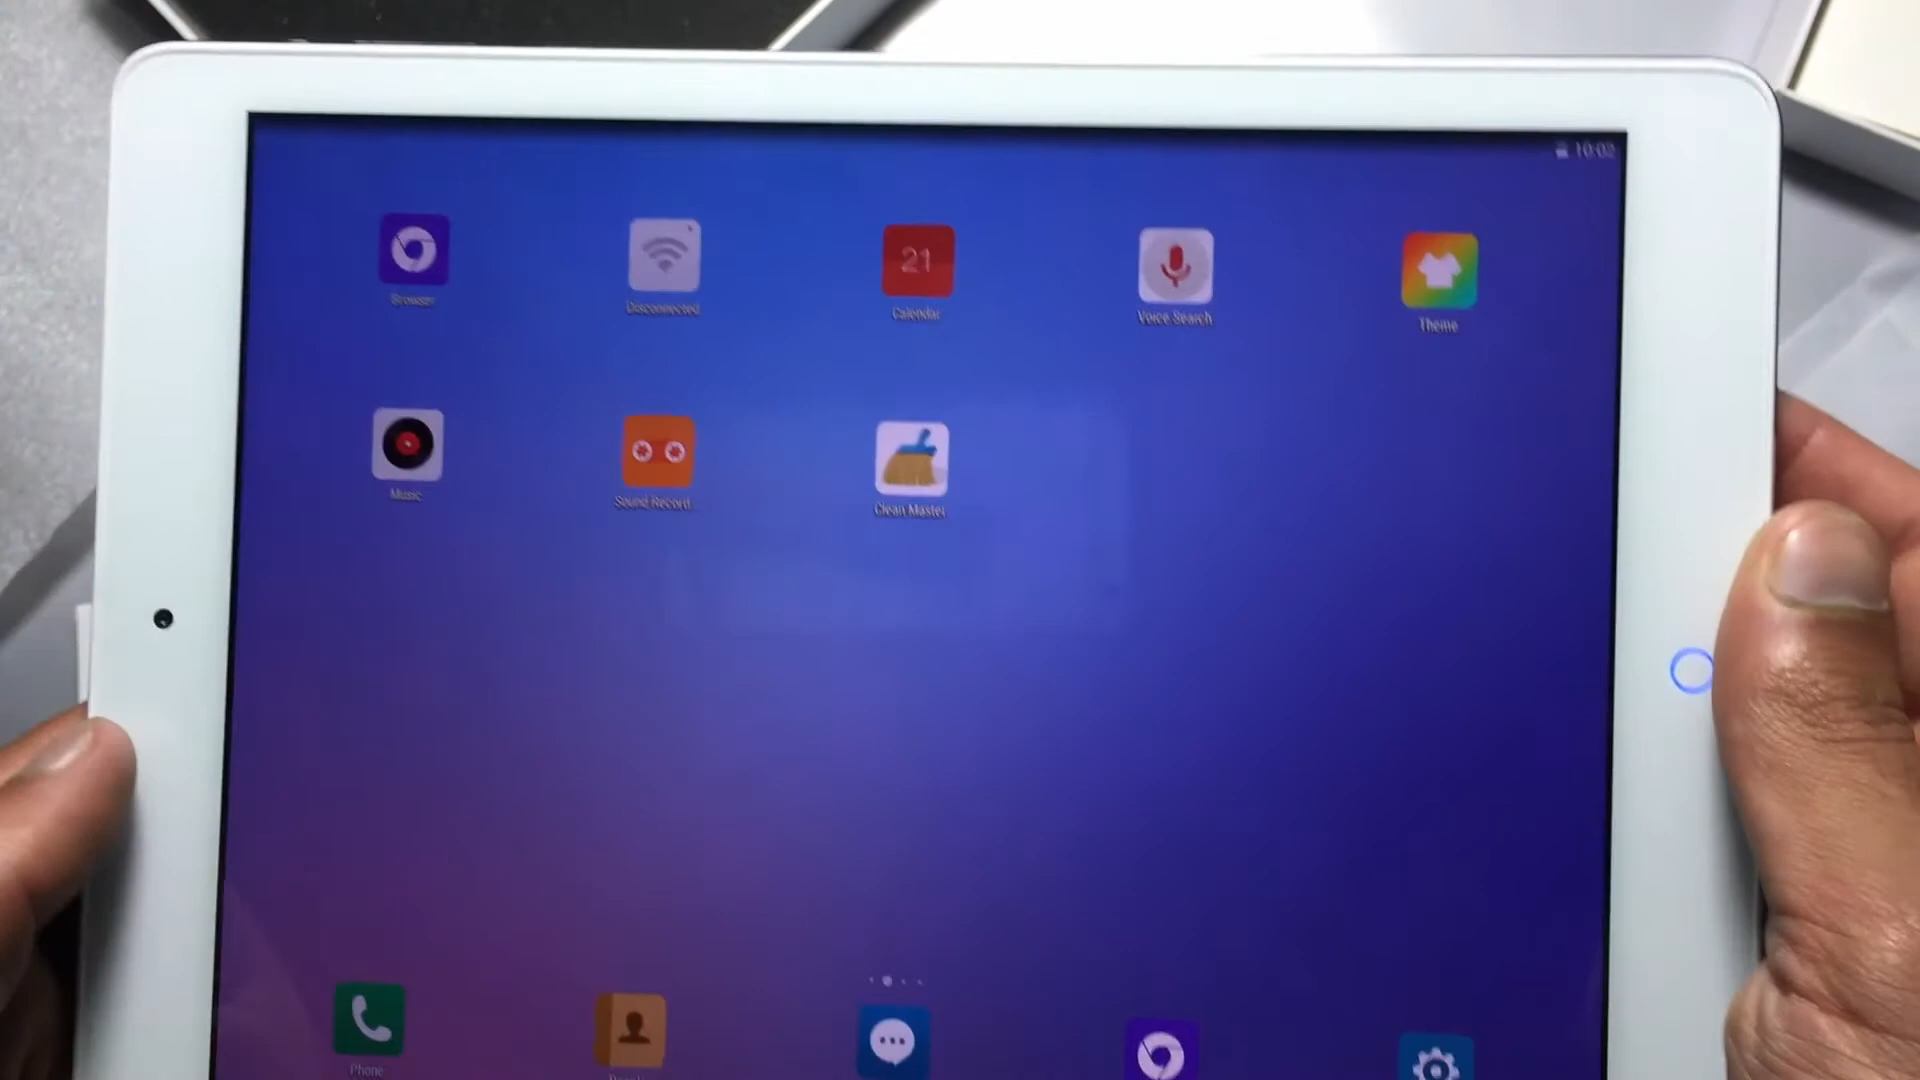 10:02
Browser
Disconnected
21
Calendar
Voice Search
Theme
Music
Sound Record...
Clean Master
Phone